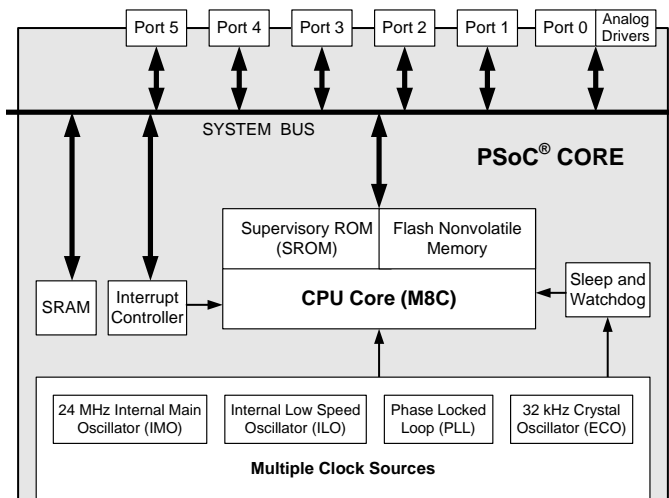 Port 5
Port 4
Port 3
Port 2
Port 1
Port 0
Analog
Drivers
SYSTEM BUS
PSoC® CORE
Supervisory ROM
(SROM)
Flash Nonvolatile
Memory
CPU Core (M8C)
SRAM
Interrupt
Controller
Sleep and
Watchdog
24 MHz Internal Main
Oscillator (IMO)
Internal Low Speed
Oscillator (ILO)
Phase Locked
Loop (PLL)
32 kHz Crystal
Oscillator (ECO)
Multiple Clock Sources